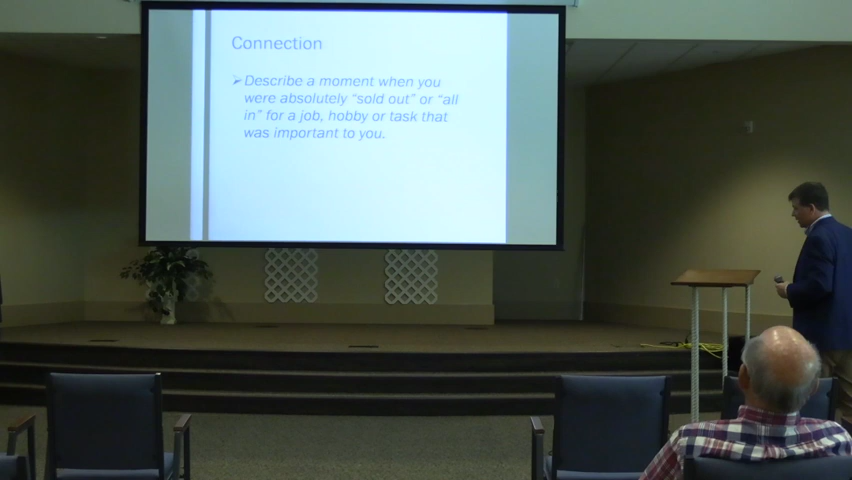 Connection
➢Describe a moment when you
were absolutely “sold out” or “all
in” for a job, hobby or task that
was important to you.